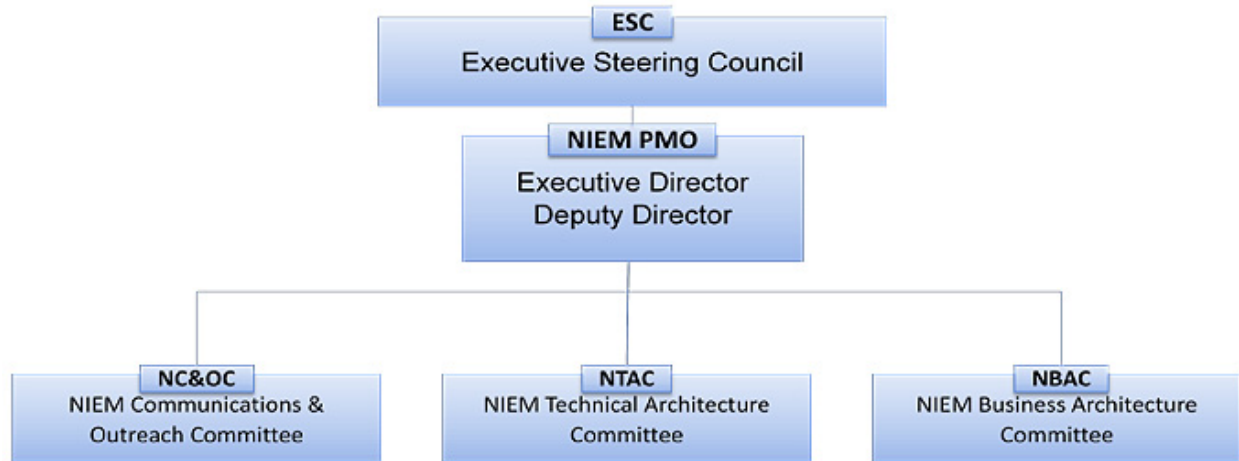 ESC
Executive Steering Council
NIEM PMO
Executive Director
Deputy Director
NC&OC
NIEM Communications &
Outreach Committee
NTAC
NIEM Technical Architecture
Committee
NBAC
NIEM Business Architecture
Committee